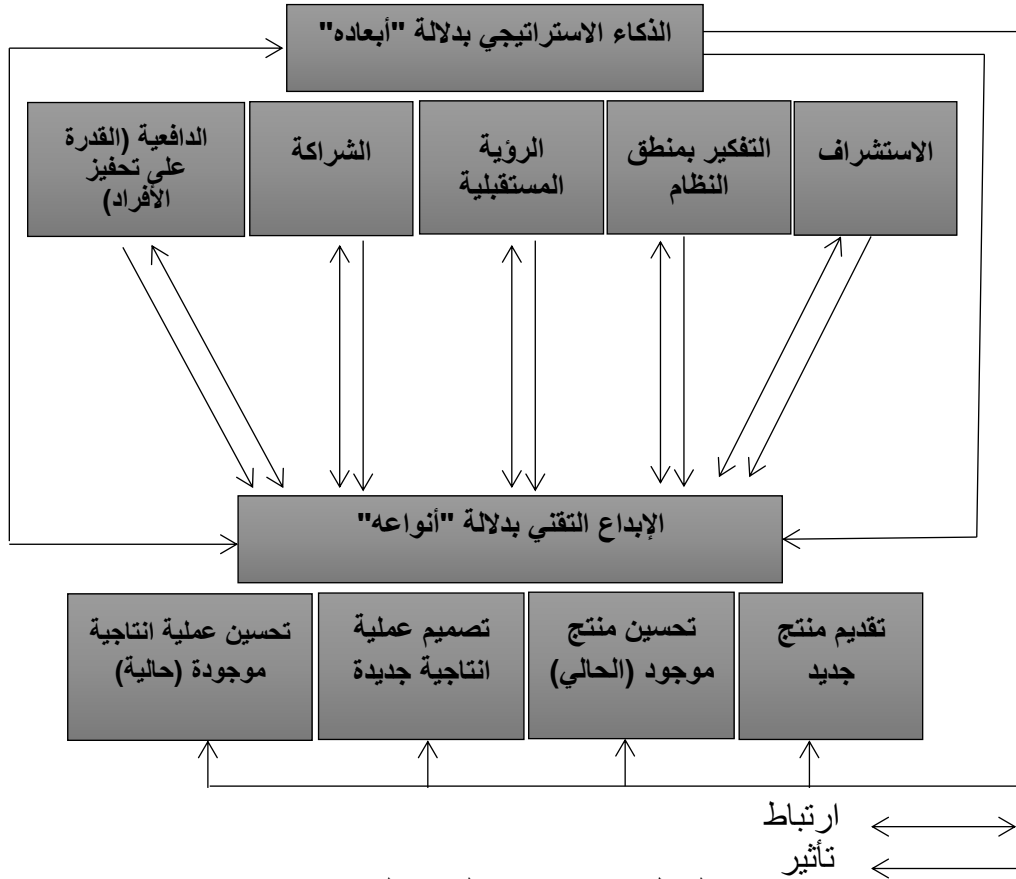 الذكاء الاستراتيجي بدلالة "أبعاده"
الاستشراف
التفكير بمنطق
النظام
الرؤية
المستقبلية
الشراكة
الدافعية (القدرة
على تحفيز
الأفراد)
الإبداع التقني بدلالة "أنواعه"
تقديم منتج
جديد
تحسين منتج
موجود (الحالي)
تصميم عملية
انتاجية جديدة
تحسين عملية انتاجية
موجودة (حالية)
ارتباط
تأثير